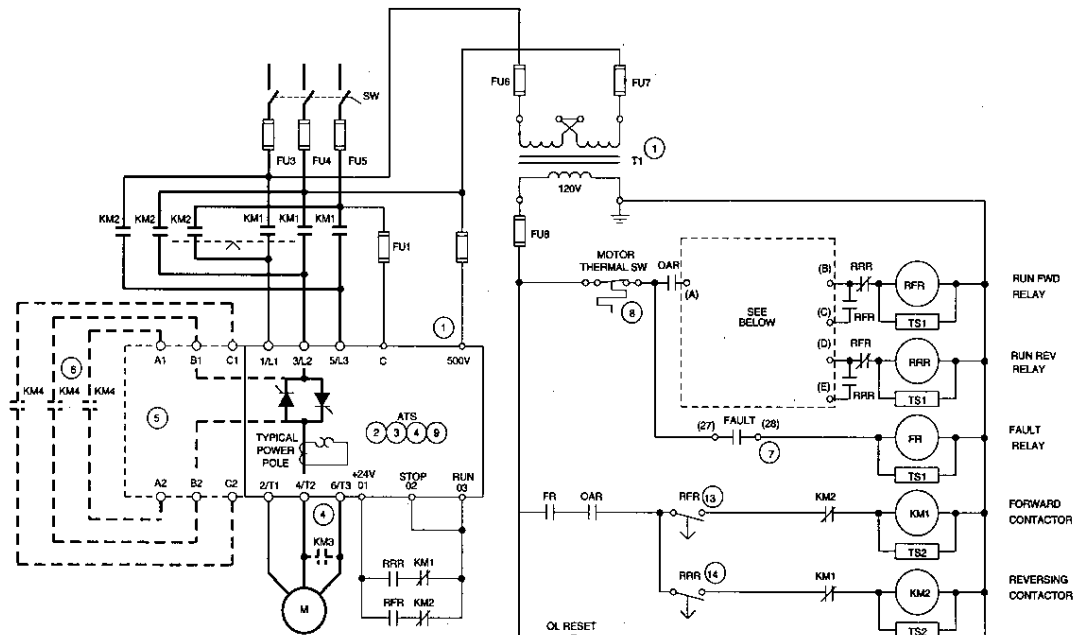 FU6
FU7
SW
FU3
FU4
FU5
T1
1
120V
KM2
KM2
KM2
KM1
KM1
KM1
FU1
FU8
MOTOR
THERMAL SW
OAR
(A)
8
SEE
BELOW
(B)
RRR
RFR
(C)
RFR
TS1
RUN FWD
RELAY
(D)
RFR
RRR
(E)
RRR
TS1
RUN REV
RELAY
1
A1
B1
C1
1/L1
3/L2
5/L3
C
500V
KM4
6
KM4
KM4
5
ATS
2
3
4
9
TYPICAL
POWER
POLE
+24V
01
STOP
02
RUN
03
A2
B2
C2
2/T1
4/T2
6/T3
4
KM3
M
RRR
KM1
RFR
KM2
(27)
FAULT
(28)
7
FR
TS1
FAULT
RELAY
FR
OAR
RFR
13
KM2
KM1
TS2
FORWARD
CONTACTOR
RRR
14
KM1
KM2
TS2
REVERSING
CONTACTOR
OL RESET